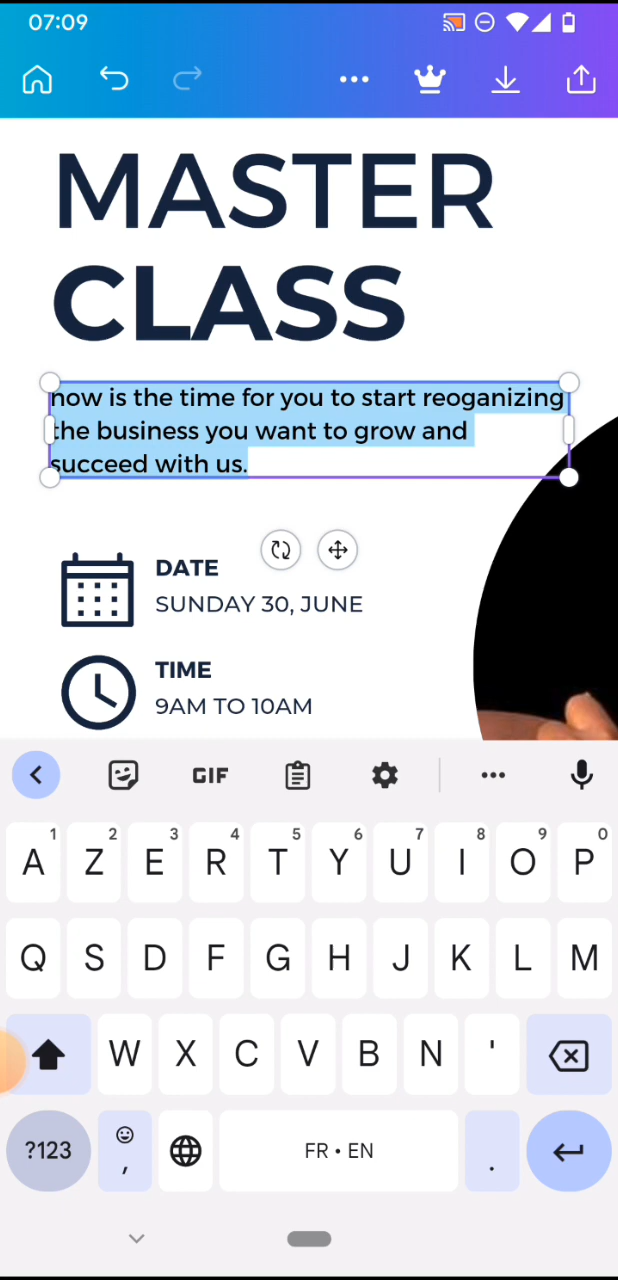 07:09
MASTER
CLASS
now is the time for you to start reoganizing
the business you want to grow and
succeed with us.
DATE
SUNDAY 30, JUNE
TIME
9AM TO 10AM
GIF
1 2 3 4 5 6 7 8 9 0
A Z E R T Y U I O P
Q S D F G H J K L M
W X C V B N '
?123 , FR • EN .